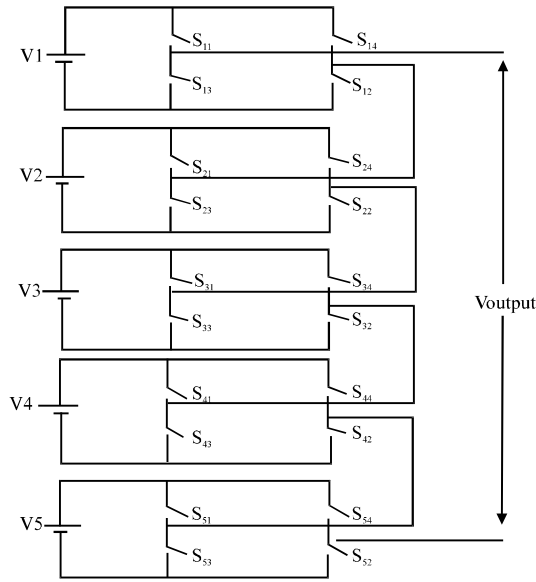 S₁₁
S₁₄
V1
S₁₃
S₁₂
S₂₁
S₂₄
V2
S₂₃
S₂₂
S₃₁
S₃₄
V3
Voutput
S₃₃
S₃₂
S₄₁
S₄₄
V4
S₄₃
S₄₂
S₅₁
S₅₄
V5
S₅₃
S₅₂